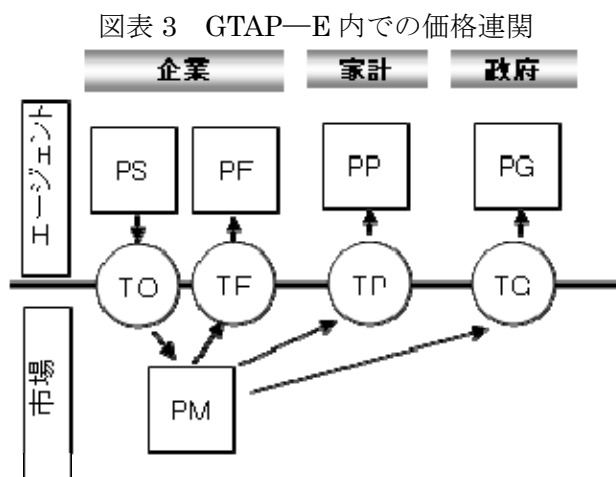 図表 3 GTAP―E 内での価格連関
企業 家計 政府
エージェント
PS PF PP PG
TO TF TP TG
市場
PM